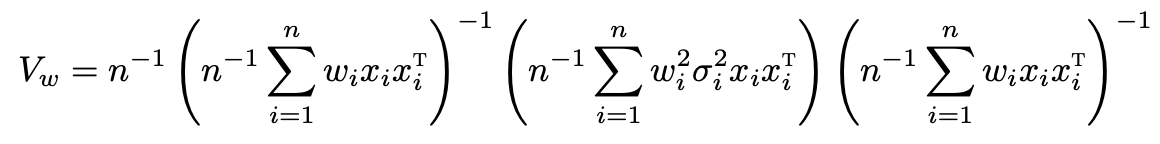 V_w = n^{-1} \left( n^{-1} \sum_{i=1}^{n} w_i x_i x_i^{\mathrm{T}} \right)^{-1} \left( n^{-1} \sum_{i=1}^{n} w_i^2 \sigma_i^2 x_i x_i^{\mathrm{T}} \right) \left( n^{-1} \sum_{i=1}^{n} w_i x_i x_i^{\mathrm{T}} \right)^{-1}